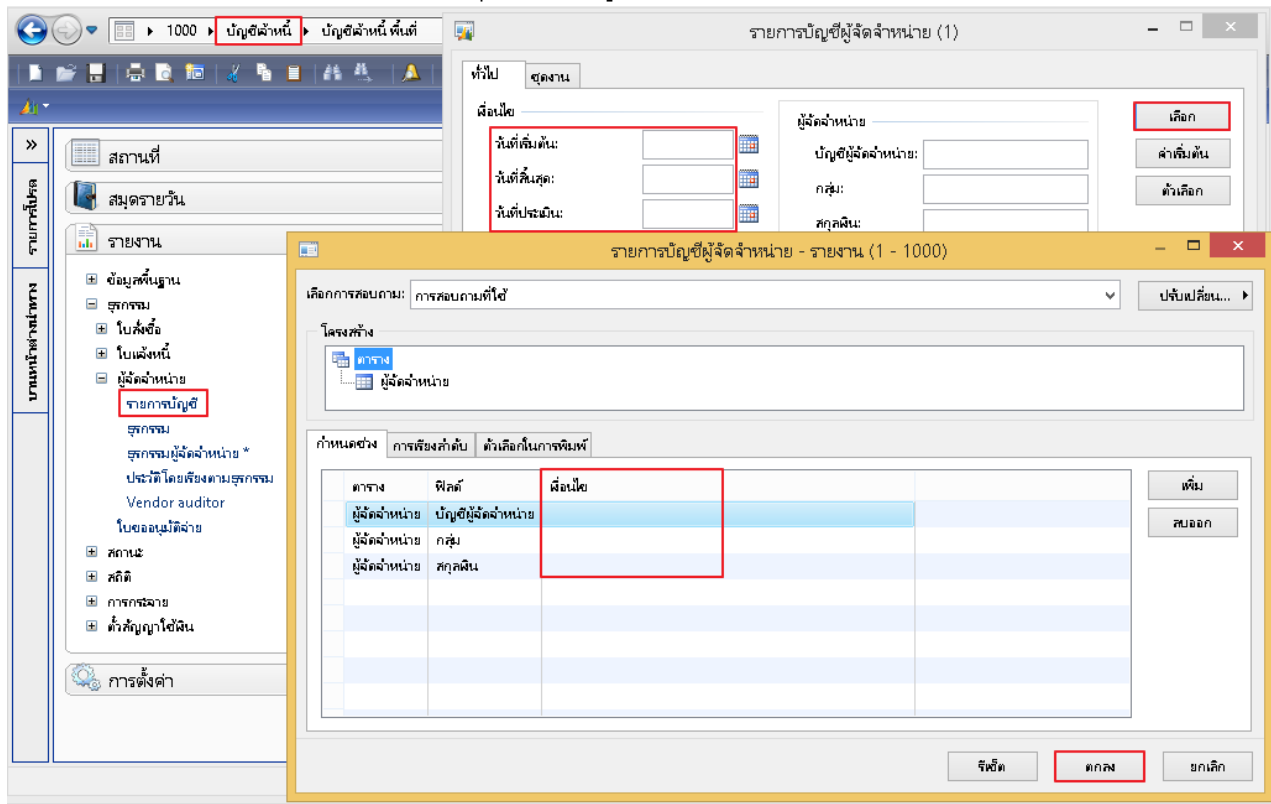 1000 บัญชีเจ้าหนี้ บัญชีเจ้าหนี้ พื้นที่
สถานที่
สมุดรายวัน
รายงาน
ข้อมูลพื้นฐาน
ธุรกรรม
ใบสั่งซื้อ
ใบแจ้งหนี้
ผู้จัดจำหน่าย
รายการบัญชี
ธุรกรรม
ธุรกรรมผู้จัดจำหน่าย *
ประวัติโดยเรียงตามธุรกรรม
Vendor auditor
ใบขออนุมัติจ่าย
สถานะ
สถิติ
การกระจาย
ตั๋วสัญญาใช้เงิน
การตั้งค่า
รายการโปรด
บานหน้าต่างนำทาง
รายการบัญชีผู้จัดจำหน่าย (1)
ทั่วไป ชุดงาน
เงื่อนไข
วันที่เริ่มต้น:
วันที่สิ้นสุด:
วันที่ประเมิน:
ผู้จัดจำหน่าย
บัญชีผู้จัดจำหน่าย:
กลุ่ม:
สกุลเงิน:
เลือก
ค่าเริ่มต้น
ตัวเลือก
รายการบัญชีผู้จัดจำหน่าย - รายงาน (1 - 1000)
เลือกการสอบถาม: การสอบถามที่ใช้ ปรับเปลี่ยน...
โครงสร้าง
ตาราง
ผู้จัดจำหน่าย
กำหนดช่วง การเรียงลำดับ ตัวเลือกในการพิมพ์
ตาราง ฟิลด์ เงื่อนไข
ผู้จัดจำหน่าย บัญชีผู้จัดจำหน่าย
ผู้จัดจำหน่าย กลุ่ม
ผู้จัดจำหน่าย สกุลเงิน
เพิ่ม
ลบออก
รีเซ็ต ตกลง ยกเลิก